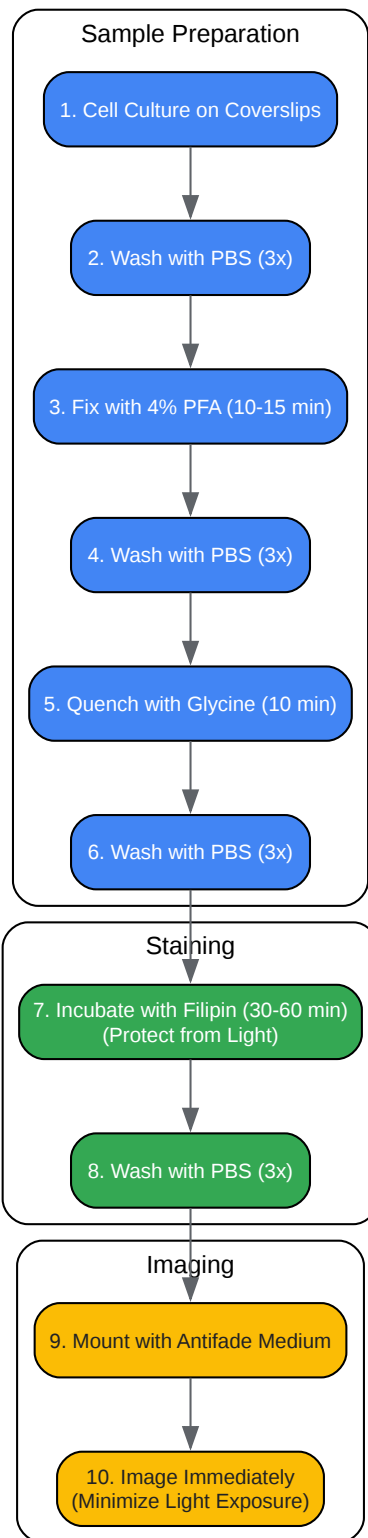 Sample Preparation
1. Cell Culture on Coverslips
2. Wash with PBS (3x)
3. Fix with 4% PFA (10-15 min)
4. Wash with PBS (3x)
5. Quench with Glycine (10 min)
6. Wash with PBS (3x)
Staining
7. Incubate with Filipin (30-60 min)
(Protect from Light)
8. Wash with PBS (3x)
Imaging
9. Mount with Antifade Medium
10. Image Immediately
(Minimize Light Exposure)